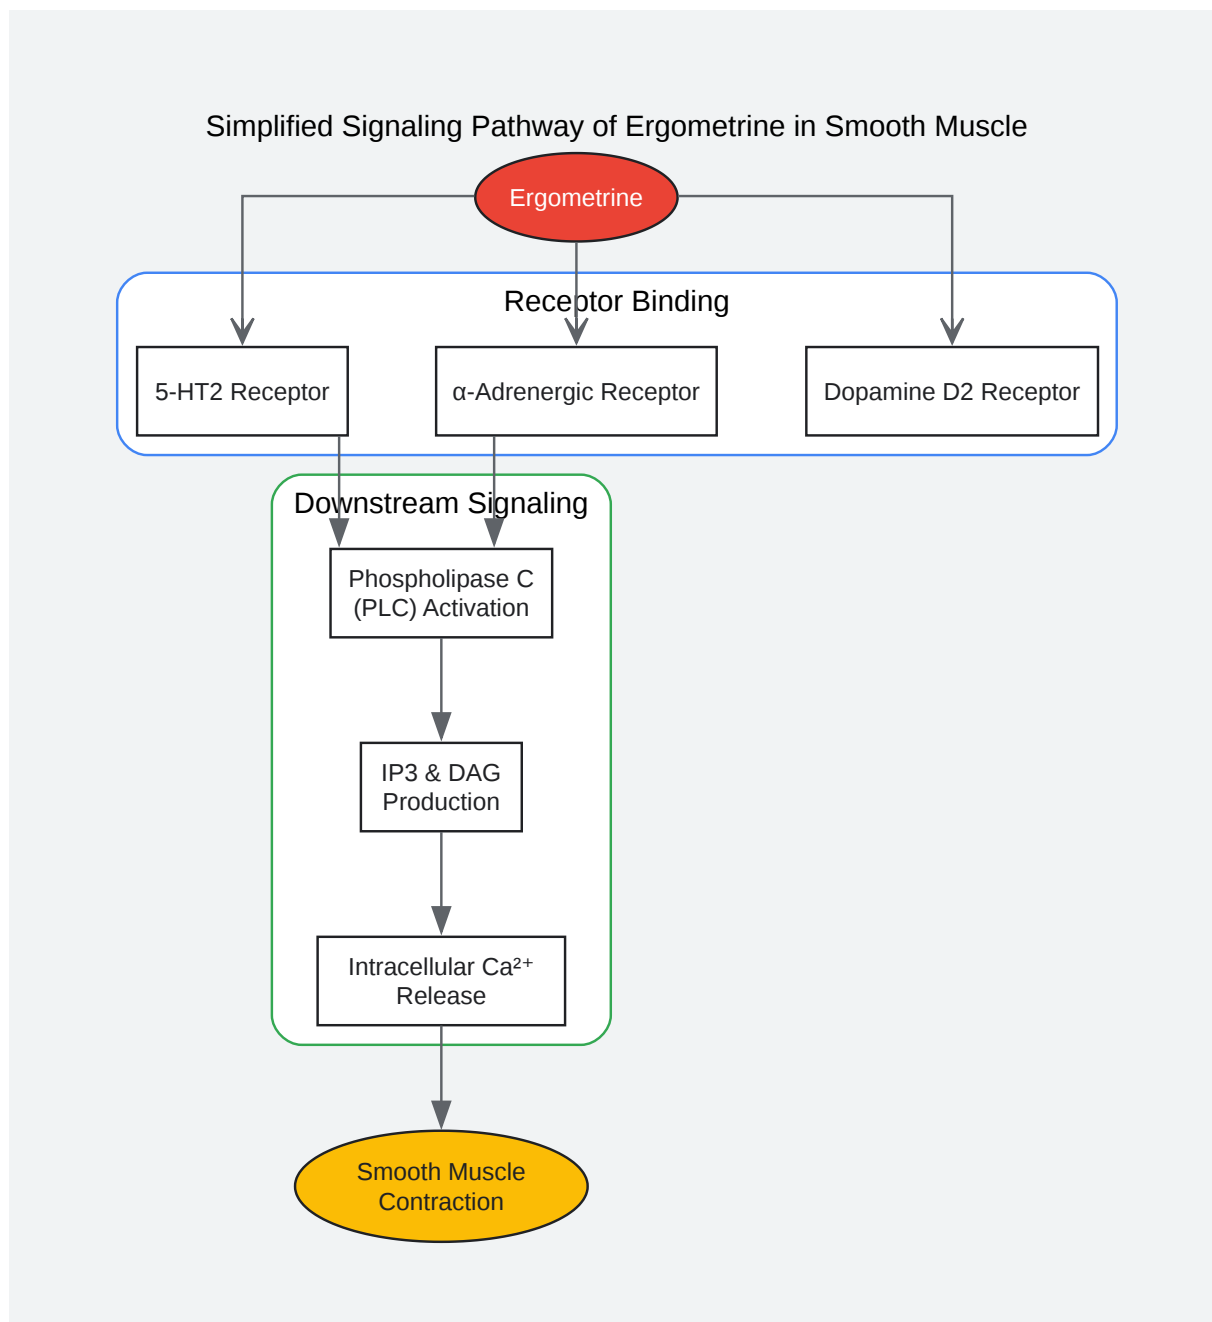 Simplified Signaling Pathway of Ergometrine in Smooth Muscle
Ergometrine
Receptor Binding
5-HT2 Receptor
α-Adrenergic Receptor
Dopamine D2 Receptor
Downstream Signaling
Phospholipase C
(PLC) Activation
IP3 & DAG
Production
Intracellular Ca²⁺
Release
Smooth Muscle
Contraction